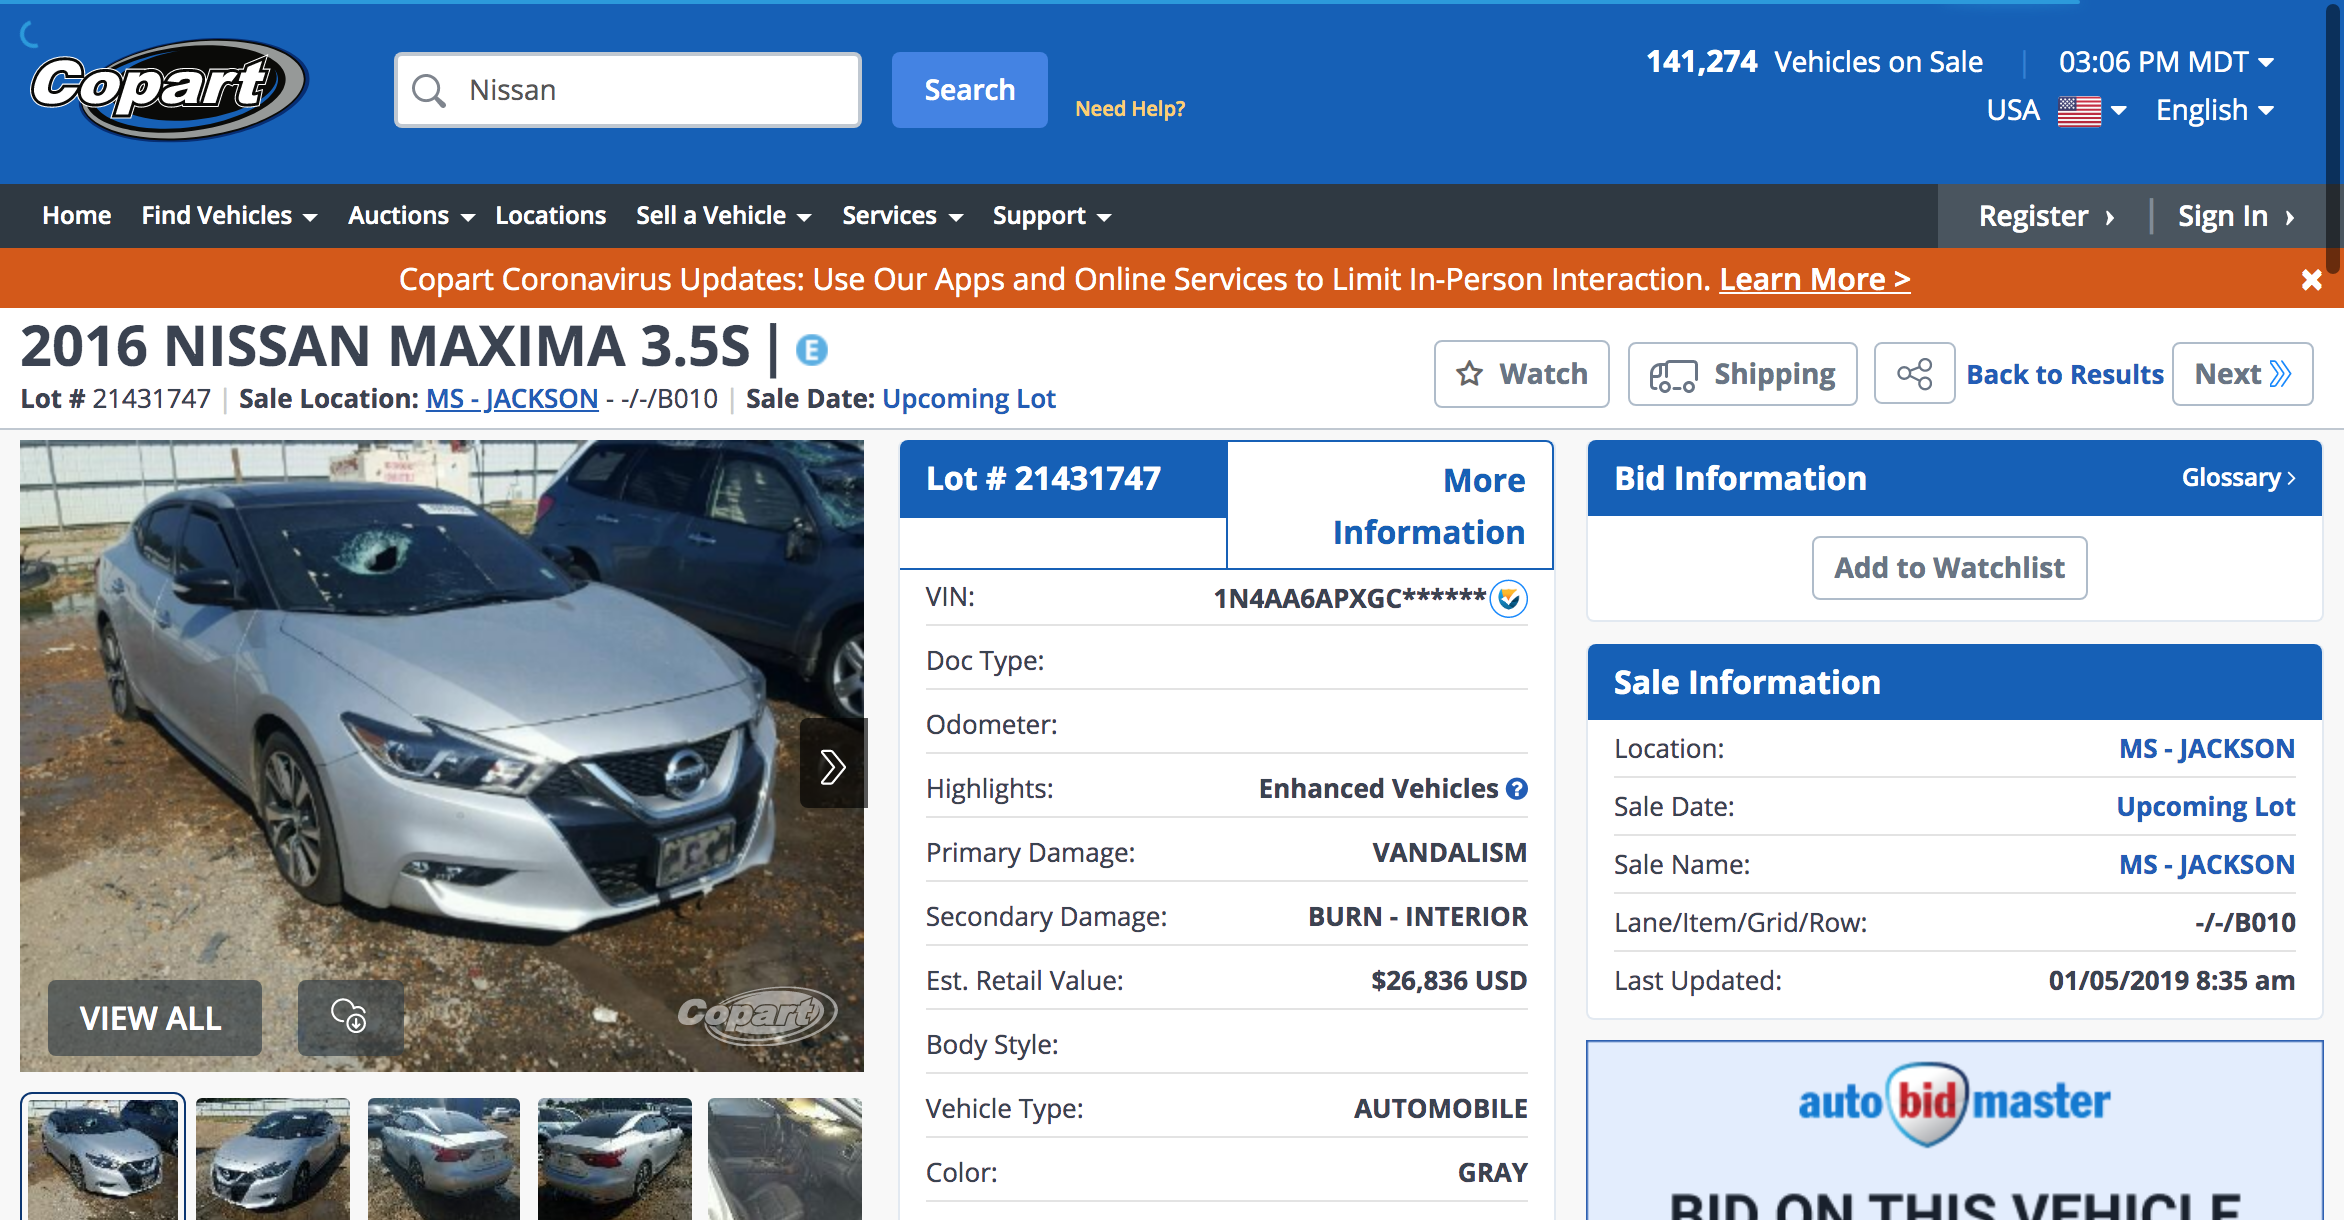 Copart
Nissan
Search
Need Help?
141,274 Vehicles on Sale
03:06 PM MDT
USA
English
Home
Find Vehicles
Auctions
Locations
Sell a Vehicle
Services
Support
Register ›
Sign In ›
Copart Coronavirus Updates: Use Our Apps and Online Services to Limit In-Person Interaction. Learn More >
2016 NISSAN MAXIMA 3.5S | E
Lot # 21431747 | Sale Location: MS - JACKSON - -/-/B010 | Sale Date: Upcoming Lot
Watch
Shipping
Back to Results
Next
VIEW ALL
Copart
Lot # 21431747
More
Information
VIN: 1N4AA6APXGC******
Doc Type:
Odometer:
Highlights: Enhanced Vehicles ?
Primary Damage: VANDALISM
Secondary Damage: BURN - INTERIOR
Est. Retail Value: $26,836 USD
Body Style:
Vehicle Type: AUTOMOBILE
Color: GRAY
Bid Information
Glossary ›
Add to Watchlist
Sale Information
Location: MS - JACKSON
Sale Date: Upcoming Lot
Sale Name: MS - JACKSON
Lane/Item/Grid/Row: -/-/B010
Last Updated: 01/05/2019 8:35 am
auto bid master
BID ON THIS VEHICLE